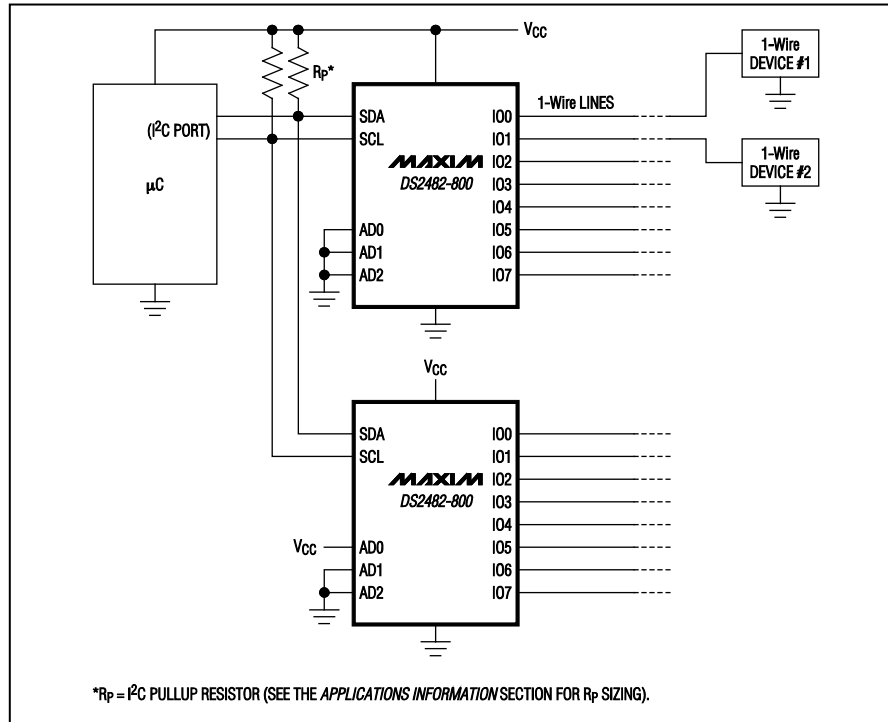 VCC
RP*
1-Wire
DEVICE #1
1-Wire LINES
(I²C PORT)
µC
SDA
SCL
MAXIM
DS2482-800
AD0
AD1
AD2
IO0
IO1
IO2
IO3
IO4
IO5
IO6
IO7
1-Wire
DEVICE #2
VCC
SDA
SCL
MAXIM
DS2482-800
VCC
AD0
AD1
AD2
IO0
IO1
IO2
IO3
IO4
IO5
IO6
IO7
*RP = I²C PULLUP RESISTOR (SEE THE APPLICATIONS INFORMATION SECTION FOR RP SIZING).